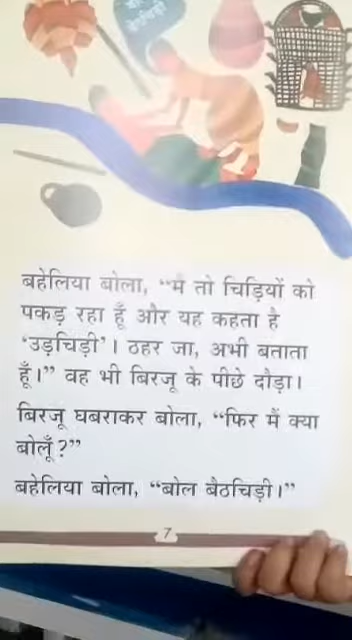 बहेलिया बोला, “मैं तो चिड़ियों को
पकड़ रहा हूँ और यह कहता है
‘उड़चिड़ी’। ठहर जा, अभी बताता
हूँ।” वह भी बिरजू के पीछे दौड़ा।
बिरजू घबराकर बोला, “फिर मैं क्या
बोलूँ?”
बहेलिया बोला, “बोल बैठचिड़ी।”
7